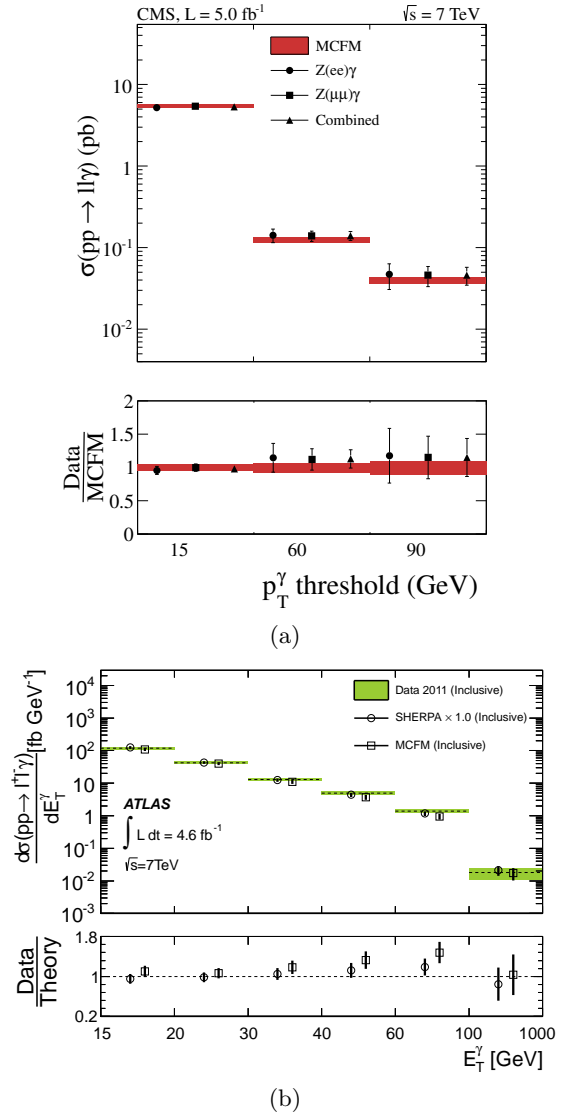 CMS, L = 5.0 fb⁻¹ √s = 7 TeV
MCFM
Z(ee)γ
Z(μμ)γ
Combined
σ(pp → llγ) (pb)
10
1
10⁻¹
10⁻²
Data
MCFM
2
1.5
1
0.5
0
15 60 90
p_T^γ threshold (GeV)
(a)
dσ(pp→ l⁺l⁻γ)
dE_T^γ
[fb GeV⁻¹]
10⁴
10³
10²
10
1
10⁻¹
10⁻²
10⁻³
Data 2011 (Inclusive)
SHERPA × 1.0 (Inclusive)
MCFM (Inclusive)
ATLAS
∫ L dt = 4.6 fb⁻¹
√s=7TeV
Data
Theory
1.8
1
0.2
15 20 30 40 60 100 1000
E_T^γ [GeV]
(b)